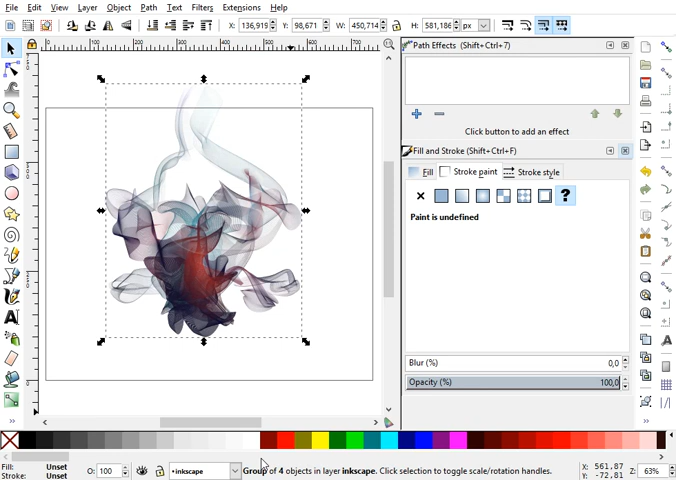 File Edit View Layer Object Path Text Filters Extensions Help
X: 136,919 Y: 98,671 W: 450,714 H: 581,186 px
Path Effects (Shift+Ctrl+7)
Click button to add an effect
Fill and Stroke (Shift+Ctrl+F)
Fill Stroke paint Stroke style
?
Paint is undefined
Blur (%) 0,0
Opacity (%) 100,0
Fill: Unset
Stroke: Unset
O: 100
•inkscape
Group of 4 objects in layer inkscape. Click selection to toggle scale/rotation handles.
X: 561,87
Y: -72,81
Z: 63%